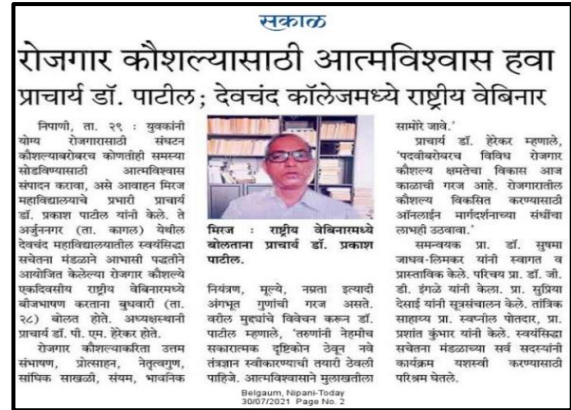 सकाळ
रोजगार कौशल्यासाठी आत्मविश्वास हवा
प्राचार्य डॉ. पाटील; देवचंद कॉलेजमध्ये राष्ट्रीय वेबिनार
निपाणी, ता. २९ : युवकांनी
योग्य रोजगारासाठी संघटन
कौशल्याबरोबरच कोणतीही समस्या
सोडविण्यासाठी आत्मविश्वास
संपादन करावा, असे आवाहन मिरज
महाविद्यालयाचे प्रभारी प्राचार्य
डॉ. प्रकाश पाटील यांनी केले. ते
अर्जुननगर (ता. कागल) येथील
देवचंद महाविद्यालयातील स्वयंसिद्धा
सचेतना मंडळाने आभासी पद्धतीने
आयोजित केलेल्या रोजगार कौशल्ये
एकदिवसीय राष्ट्रीय वेबिनारमध्ये
बीजभाषण करताना बुधवारी (ता.
२८) बोलत होते. अध्यक्षस्थानी
प्राचार्य डॉ. पी. एम. हेरेकर होते.
रोजगार कौशल्याकरिता उत्तम
संभाषण, प्रोत्साहन, नेतृत्वगुण,
सांघिक साखळी, संयम, भावनिक
मिरज : राष्ट्रीय वेबिनारमध्ये
बोलताना प्राचार्य डॉ. प्रकाश
पाटील.
नियंत्रण, मूल्ये, नम्रता इत्यादी
अंगभूत गुणांची गरज असते.
वरील मुद्द्यांचे विवेचन करून डॉ.
पाटील म्हणाले, 'तरुणांनी नेहमीच
सकारात्मक दृष्टिकोन ठेवून नवे
तंत्रज्ञान स्वीकारण्याची तयारी ठेवली
पाहिजे. आत्मविश्वासाने मुलाखतीला
सामोरे जावे.'
प्राचार्य डॉ. हेरेकर म्हणाले,
'पदवीबरोबरच विविध रोजगार
कौशल्य क्षमतेचा विकास आज
काळाची गरज आहे. रोजगारातील
कौशल्य विकसित करण्यासाठी
ऑनलाईन मार्गदर्शनाच्या संधींचा
लाभही उठवावा.'
समन्वयक प्रा. डॉ. सुषमा
जाधव-लिमकर यांनी स्वागत व
प्रास्ताविक केले. परिचय प्रा. डॉ. जी.
डी. इंगळे यांनी केला. प्रा. सुप्रिया
देसाई यांनी सूत्रसंचालन केले. तांत्रिक
साहाय्य प्रा. स्वप्नील पोतदार, प्रा.
प्रशांत कुंभार यांनी केले. स्वयंसिद्धा
सचेतना मंडळाच्या सर्व सदस्यांनी
कार्यक्रम यशस्वी करण्यासाठी
परिश्रम घेतले.
Belgaum, Nipani-Today
30/07/2021 Page No. 2